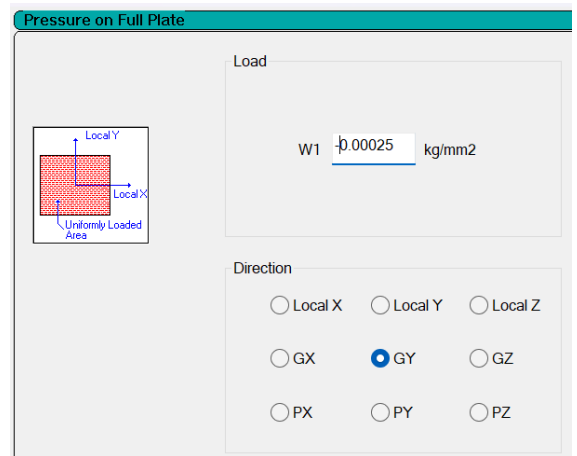 Pressure on Full Plate
Load
Local Y
Local X
Uniformly Loaded
Area
W1 -0.00025 kg/mm2
Direction
Local X Local Y Local Z
GX GY GZ
PX PY PZ